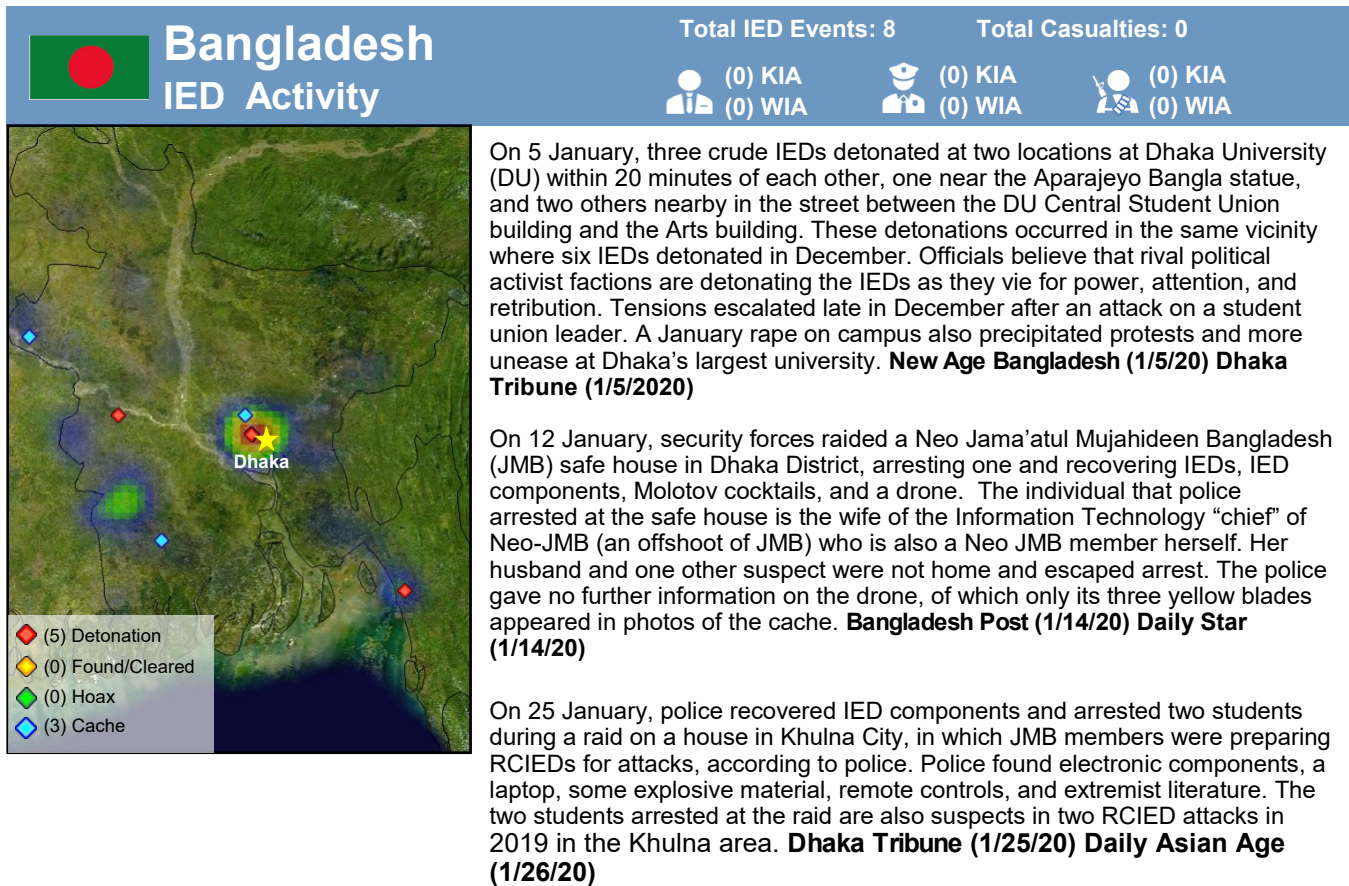 Bangladesh
IED Activity
Total IED Events: 8 Total Casualties: 0
(0) KIA (0) KIA (0) KIA
(0) WIA (0) WIA (0) WIA
Dhaka
(5) Detonation
(0) Found/Cleared
(0) Hoax
(3) Cache
On 5 January, three crude IEDs detonated at two locations at Dhaka University
(DU) within 20 minutes of each other, one near the Aparajeyo Bangla statue,
and two others nearby in the street between the DU Central Student Union
building and the Arts building. These detonations occurred in the same vicinity
where six IEDs detonated in December. Officials believe that rival political
activist factions are detonating the IEDs as they vie for power, attention, and
retribution. Tensions escalated late in December after an attack on a student
union leader. A January rape on campus also precipitated protests and more
unease at Dhaka's largest university. New Age Bangladesh (1/5/20) Dhaka
Tribune (1/5/2020)
On 12 January, security forces raided a Neo Jama'atul Mujahideen Bangladesh
(JMB) safe house in Dhaka District, arresting one and recovering IEDs, IED
components, Molotov cocktails, and a drone. The individual that police
arrested at the safe house is the wife of the Information Technology “chief” of
Neo-JMB (an offshoot of JMB) who is also a Neo JMB member herself. Her
husband and one other suspect were not home and escaped arrest. The police
gave no further information on the drone, of which only its three yellow blades
appeared in photos of the cache. Bangladesh Post (1/14/20) Daily Star
(1/14/20)
On 25 January, police recovered IED components and arrested two students
during a raid on a house in Khulna City, in which JMB members were preparing
RCIEDs for attacks, according to police. Police found electronic components, a
laptop, some explosive material, remote controls, and extremist literature. The
two students arrested at the raid are also suspects in two RCIED attacks in
2019 in the Khulna area. Dhaka Tribune (1/25/20) Daily Asian Age
(1/26/20)